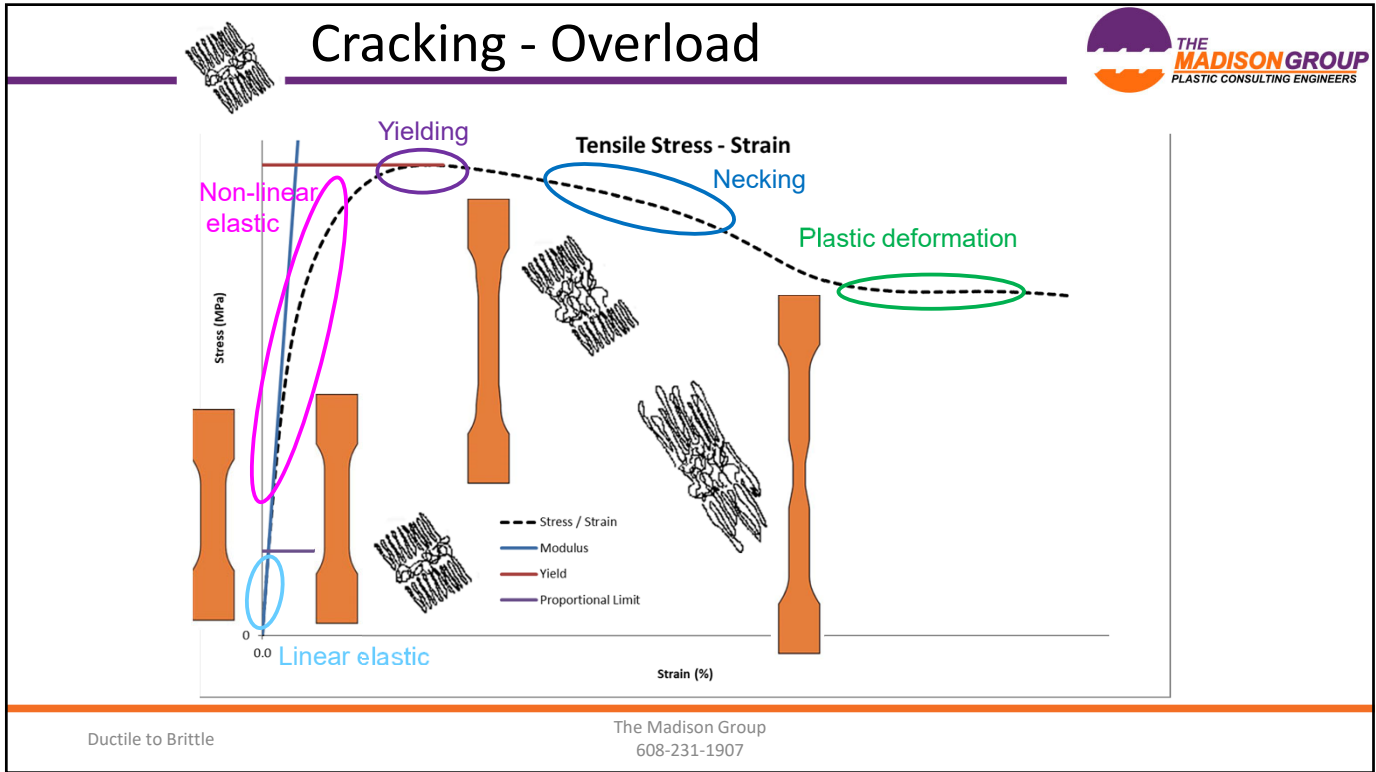 Cracking - Overload
THE
MADISON GROUP
PLASTIC CONSULTING ENGINEERS
Tensile Stress - Strain
Yielding
Necking
Non-linear
elastic
Plastic deformation
Stress (MPa)
Stress / Strain
Modulus
Yield
Proportional Limit
0
0.0
Linear elastic
Strain (%)
Ductile to Brittle
The Madison Group
608-231-1907